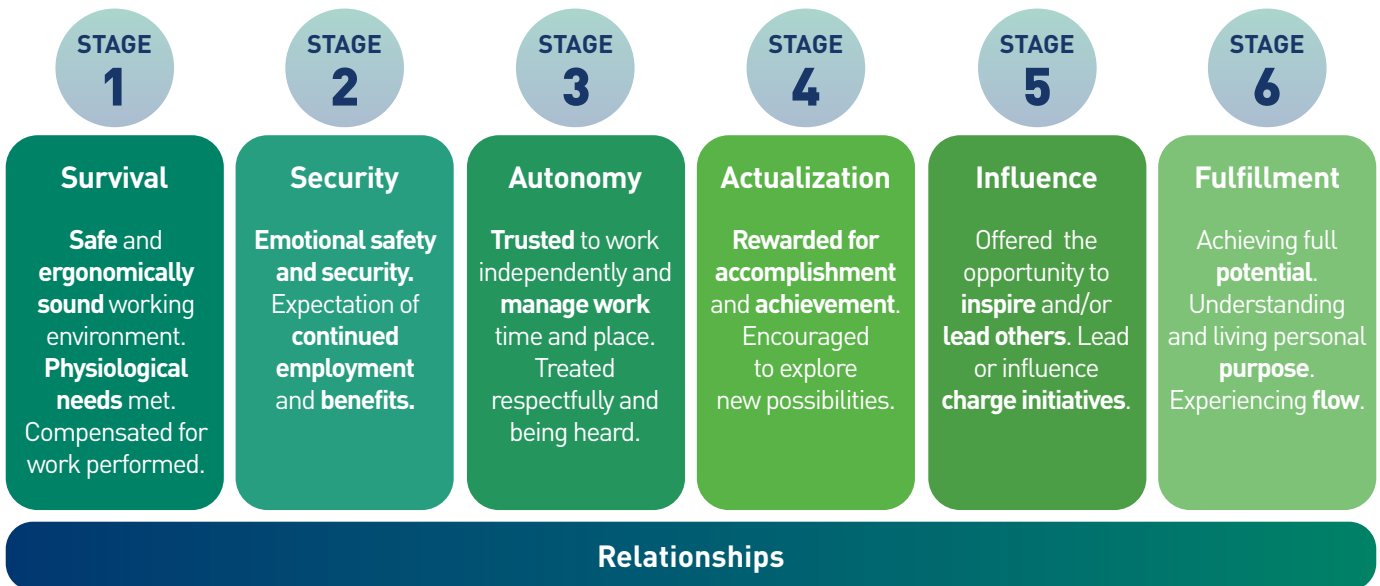 STAGE
1
Survival
Safe and
ergonomically
sound working
environment.
Physiological
needs met.
Compensated for
work performed.
STAGE
2
Security
Emotional safety
and security.
Expectation of
continued
employment
and benefits.
STAGE
3
Autonomy
Trusted to work
independently and
manage work
time and place.
Treated
respectfully and
being heard.
STAGE
4
Actualization
Rewarded for
accomplishment
and achievement.
Encouraged
to explore
new possibilities.
STAGE
5
Influence
Offered the
opportunity to
inspire and/or
lead others. Lead
or influence
charge initiatives.
STAGE
6
Fulfillment
Achieving full
potential.
Understanding
and living personal
purpose.
Experiencing flow.
Relationships